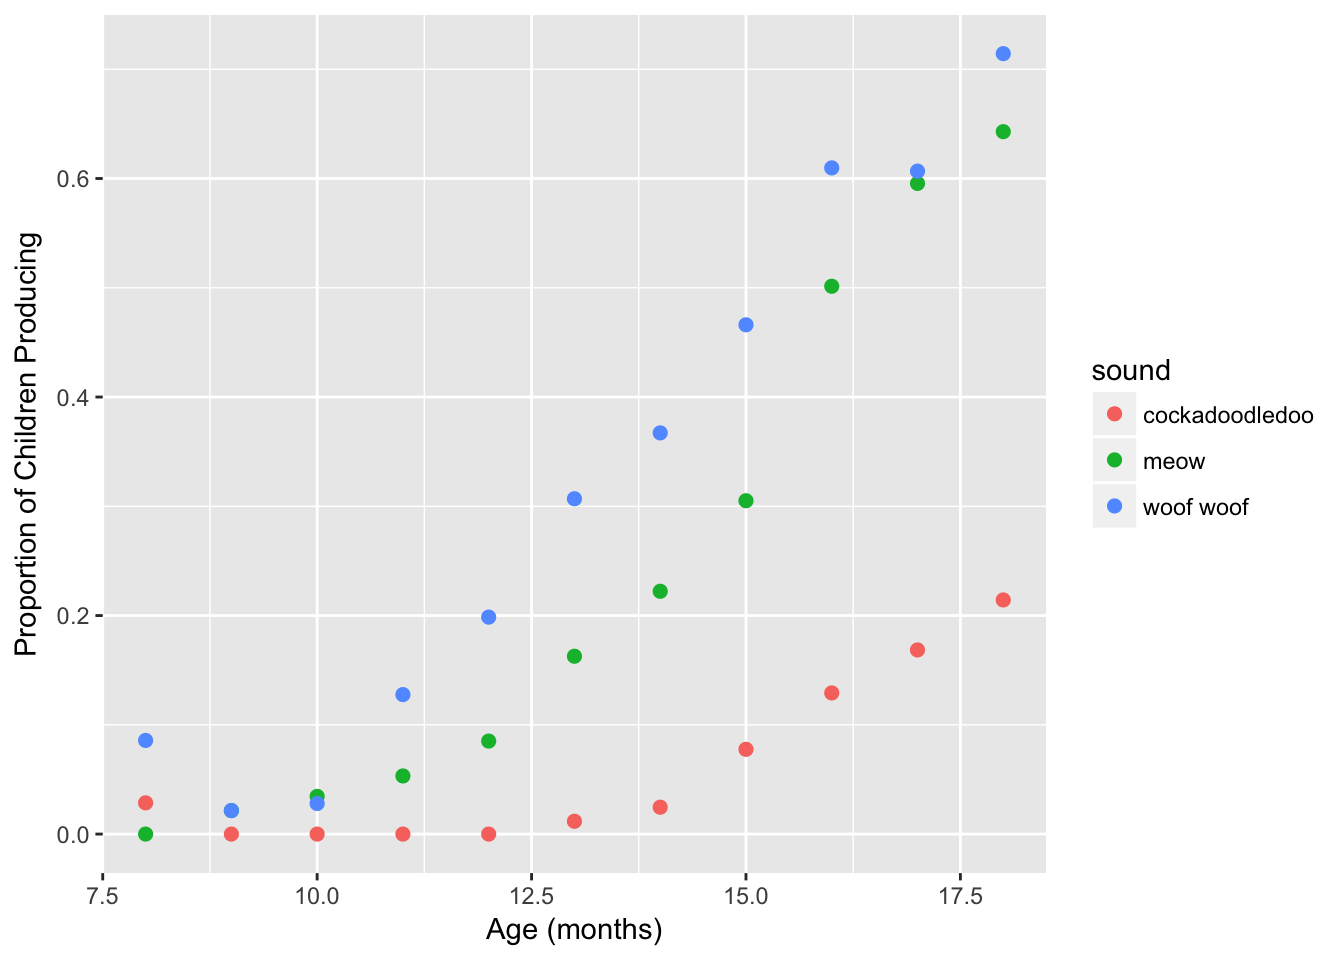 Proportion of Children Producing
0.6
0.4
0.2
0.0
7.5 10.0 12.5 15.0 17.5
Age (months)
sound
cockadoodledoo
meow
woof woof